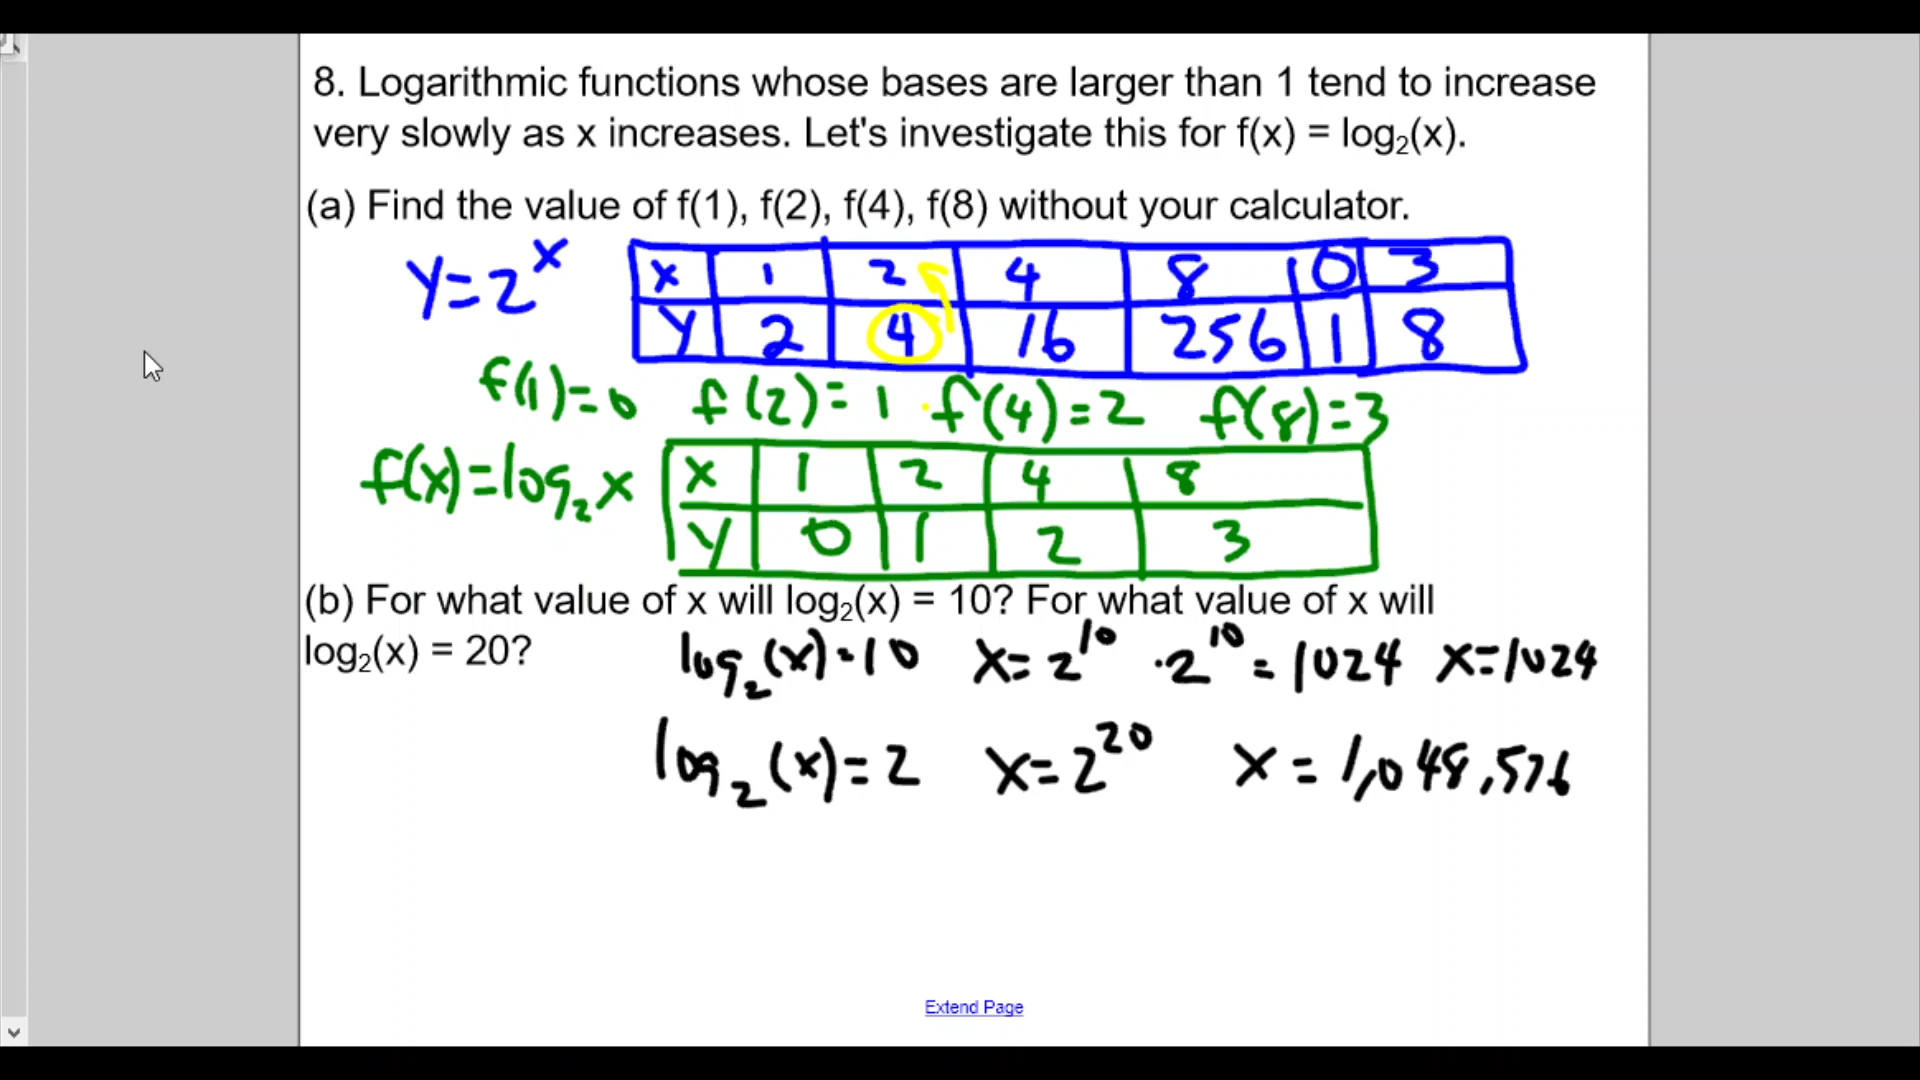 8. Logarithmic functions whose bases are larger than 1 tend to increase
very slowly as x increases. Let's investigate this for f(x) = log₂(x).
(a) Find the value of f(1), f(2), f(4), f(8) without your calculator.
y=2^x
x 1 2 4 8 0 3
y 2 4 16 256 1 8
f(1)=0 f(2)=1 f(4)=2 f(8)=3
f(x)=log₂x
x 1 2 4 8
y 0 1 2 3
(b) For what value of x will log₂(x) = 10? For what value of x will
log₂(x) = 20?
log₂(x)=10 x=2^10 ·2^10=1024 x=1024
log₂(x)=2 x=2^20 x=1,048,576
Extend Page